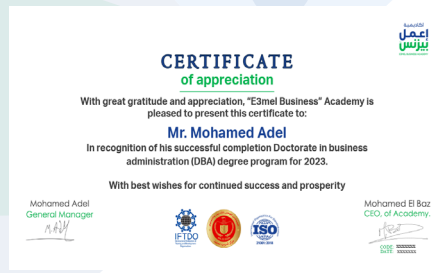 اكاديمية
إعمل
بيزنس
CERTIFICATE
of appreciation
With great gratitude and appreciation, "E3mel Business" Academy is
pleased to present this certificate to:
Mr. Mohamed Adel
In recognition of his successful completion Doctorate in business
administration (DBA) degree program for 2023.
With best wishes for continued success and prosperity
Mohamed Adel
General Manager
Mohamed El Baz
CEO, of Academy.
IFTDO
ISO
CODE
DATE